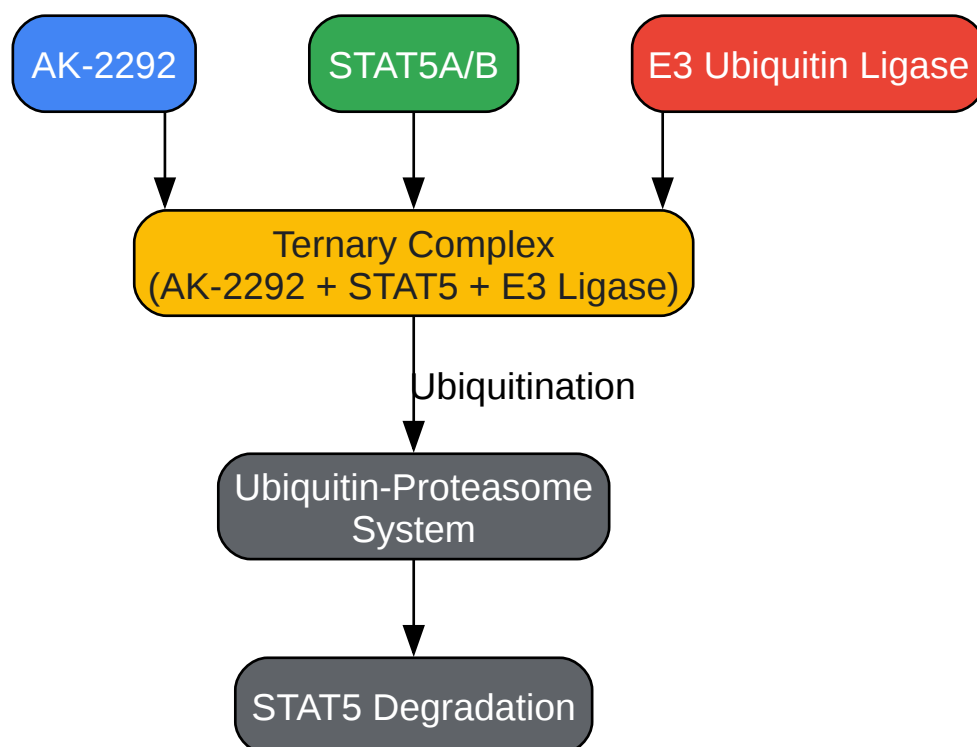 AK-2292
STAT5A/B
E3 Ubiquitin Ligase
Ternary Complex
(AK-2292 + STAT5 + E3 Ligase)
Ubiquitination
Ubiquitin-Proteasome
System
STAT5 Degradation